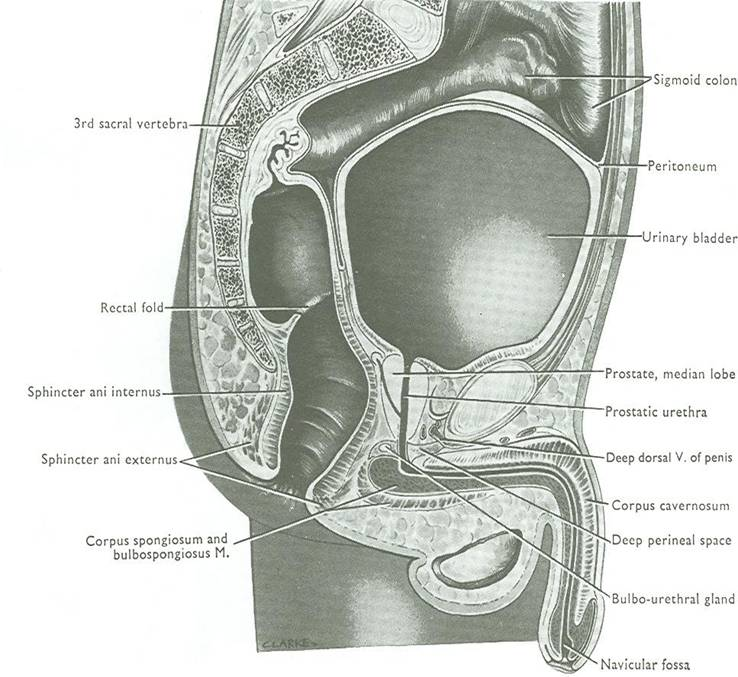 Sigmoid colon
3rd sacral vertebra
Peritoneum
Urinary bladder
Rectal fold
Prostate, median lobe
Sphincter ani internus
Prostatic urethra
Sphincter ani externus
Deep dorsal V. of penis
Corpus cavernosum
Corpus spongiosum and
bulbospongiosus M.
Deep perineal space
Bulbo-urethral gland
CLARKE
Navicular fossa